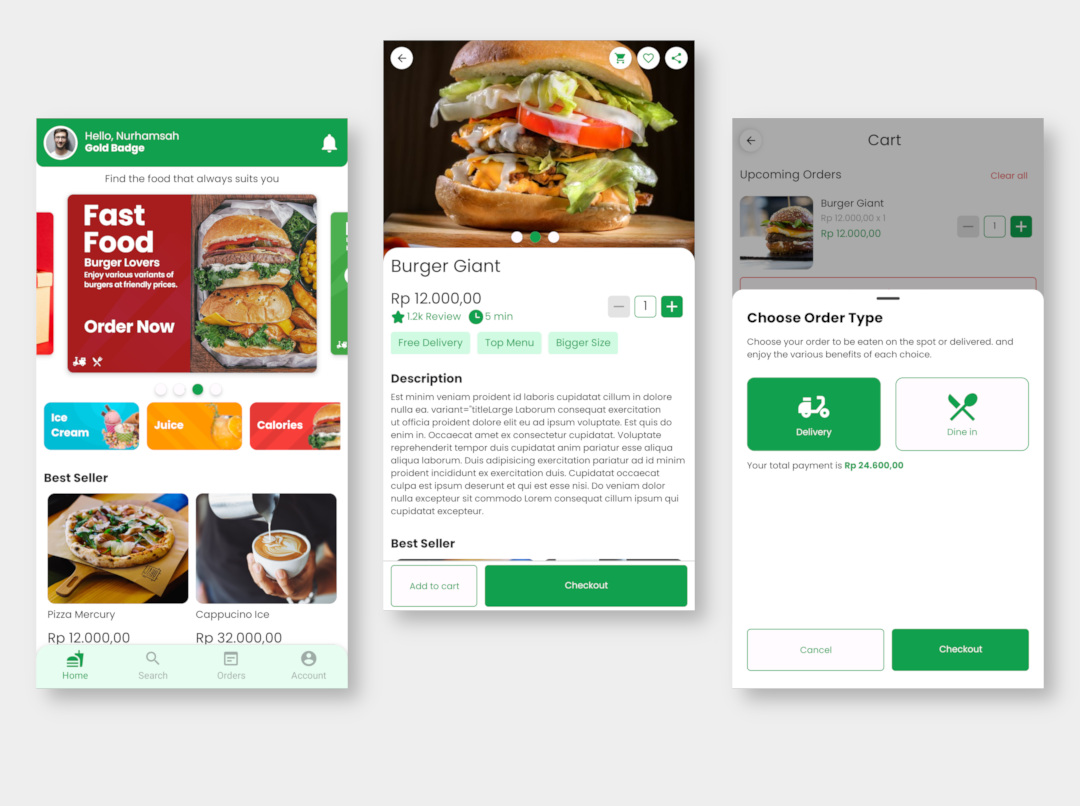 Hello, Nurhamsah
Gold Badge
Find the food that always suits you
Fast
Food
Burger Lovers
Enjoy various variants of
burgers at friendly prices.
Order Now
Ice
Cream
Juice
Calories
Best Seller
Pizza Mercury
Cappucino Ice
Rp 12.000,00
Rp 32.000,00
Home
Search
Orders
Account
Burger Giant
Rp 12.000,00
1
1.2k Review
5 min
Free Delivery
Top Menu
Bigger Size
Description
Est minim veniam proident id laboris cupidatat cillum in dolore
nulla ea. variant="titleLarge Laborum consequat exercitation
ut officia proident dolore elit eu ad ipsum voluptate. Est quis do
enim in. Occaecat amet ex consectetur cupidatat. Voluptate
reprehenderit tempor duis cupidatat anim pariatur esse aliqua
aliqua laborum. Duis adipisicing exercitation pariatur ad id minim
proident incididunt ex exercitation duis. Cupidatat occaecat
culpa est ipsum deserunt et qui est esse nisi. Do veniam dolor
nulla excepteur sit commodo Lorem consequat cillum ipsum qui
cupidatat excepteur.
Best Seller
Add to cart
Checkout
Cart
Upcoming Orders
Clear all
Burger Giant
Rp 12.000,00 x 1
Rp 12.000,00
1
Choose Order Type
Choose your order to be eaten on the spot or delivered. and
enjoy the various benefits of each choice.
Delivery
Dine in
Your total payment is Rp 24.600,00
Cancel
Checkout